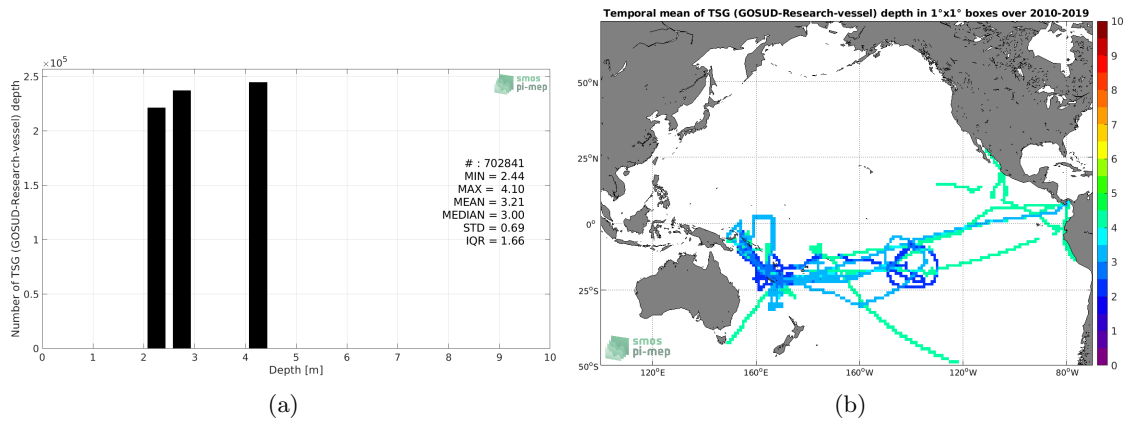 ×10⁵
2.5
2
1.5
1
0.5
0
0 1 2 3 4 5 6 7 8 9 10
Depth [m]
Number of TSG (GOSUD-Research-vessel) depth
smos
pi-mep
# : 702841
MIN = 2.44
MAX = 4.10
MEAN = 3.21
MEDIAN = 3.00
STD = 0.69
IQR = 1.66
(a)
Temporal mean of TSG (GOSUD-Research-vessel) depth in 1°x1° boxes over 2010-2019
50°N
25°N
0°
25°S
50°S
120°E 160°E 160°W 120°W 80°W
smos
pi-mep
10
9
8
7
6
5
4
3
2
1
0
(b)